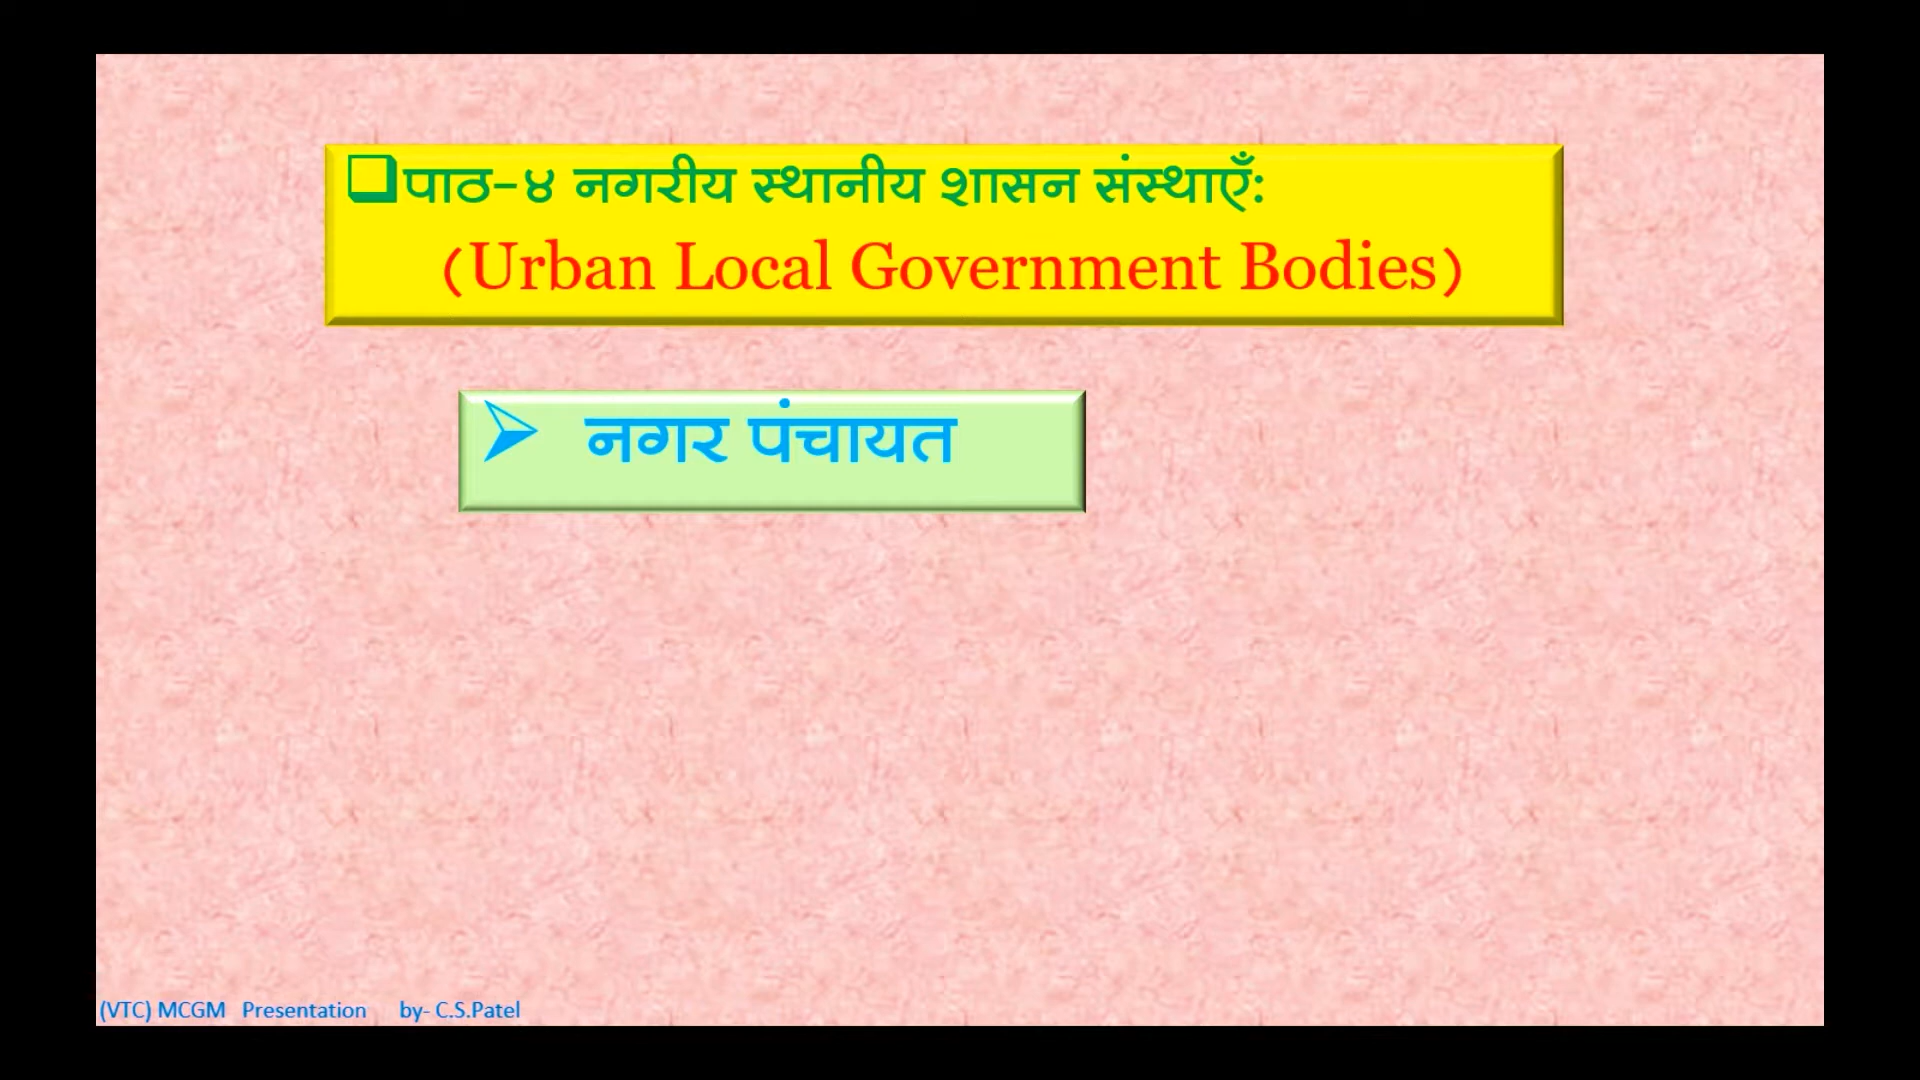 पाठ-४ नगरीय स्थानीय शासन संस्थाएँ:
(Urban Local Government Bodies)
नगर पंचायत
(VTC) MCGM Presentation by- C.S.Patel